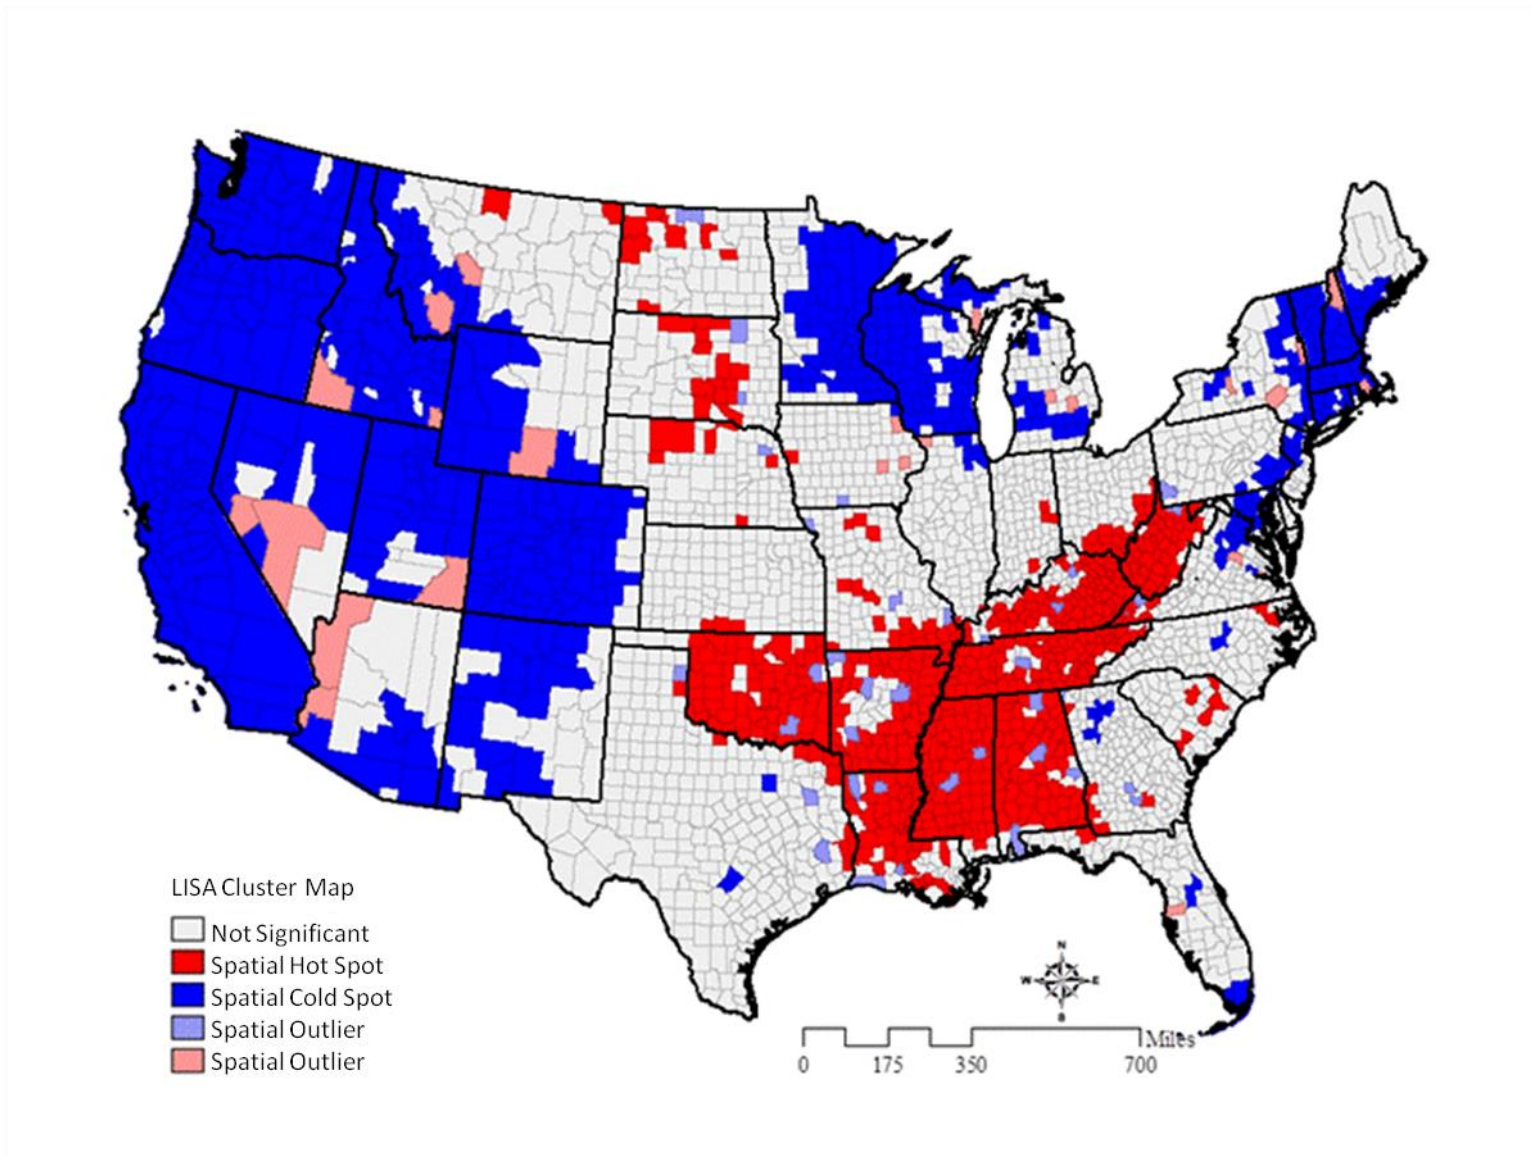 LISA Cluster Map
Not Significant
Spatial Hot Spot
Spatial Cold Spot
Spatial Outlier
Spatial Outlier
N
W E
S
Miles
0 175 350 700